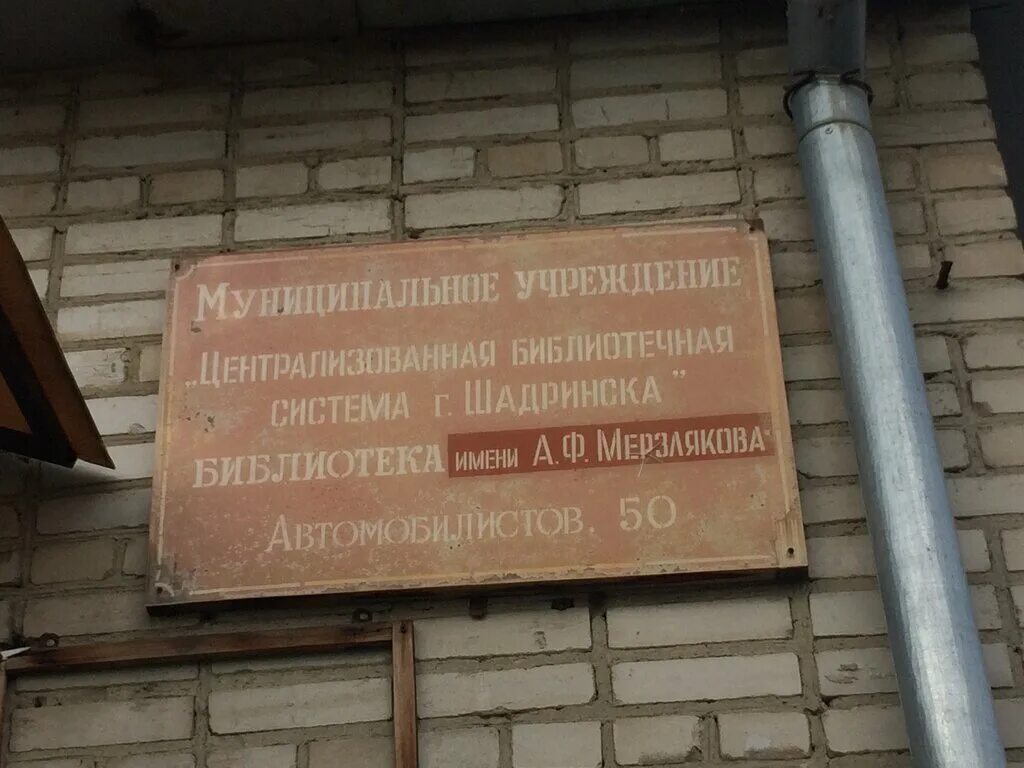 Муниципальное учреждение
„Централизованная библиотечная
система г. Шадринска"
Библиотека имени А.Ф. Мерзлякова
Автомобилистов. 50